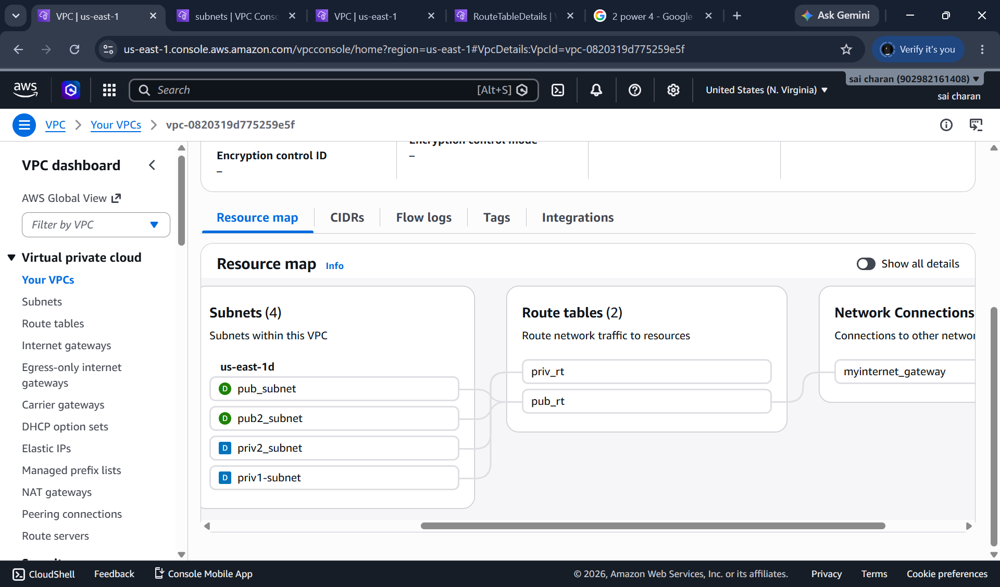 VPC | us-east-1
subnets | VPC Conso
VPC | us-east-1
RouteTableDetails |
2 power 4 - Google
Ask Gemini
us-east-1.console.aws.amazon.com/vpcconsole/home?region=us-east-1#VpcDetails:VpcId=vpc-0820319d775259e5f
Verify it's you
aws
Search
[Alt+S]
United States (N. Virginia)
sai charan (902982161408)
sai charan
VPC
Your VPCs
vpc-0820319d775259e5f
VPC dashboard
AWS Global View
Filter by VPC
Virtual private cloud
Your VPCs
Subnets
Route tables
Internet gateways
Egress-only internet
gateways
Carrier gateways
DHCP option sets
Elastic IPs
Managed prefix lists
NAT gateways
Peering connections
Route servers
Encryption control ID
–
Encryption control mode
–
Resource map
CIDRs
Flow logs
Tags
Integrations
Resource map Info
Show all details
Subnets (4)
Subnets within this VPC
us-east-1d
D pub_subnet
D pub2_subnet
D priv2_subnet
D priv1-subnet
Route tables (2)
Route network traffic to resources
priv_rt
pub_rt
Network Connections
Connections to other networ
myinternet_gateway
CloudShell
Feedback
Console Mobile App
© 2026, Amazon Web Services, Inc. or its affiliates.
Privacy
Terms
Cookie preferences